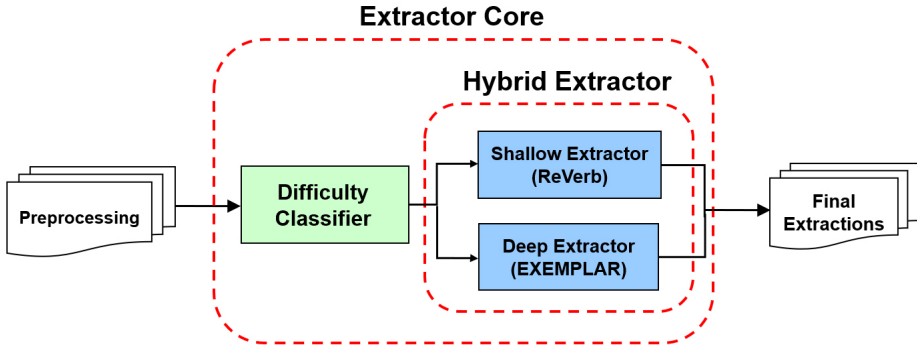 Extractor Core
Hybrid Extractor
Preprocessing
Difficulty
Classifier
Shallow Extractor
(ReVerb)
Deep Extractor
(EXEMPLAR)
Final
Extractions